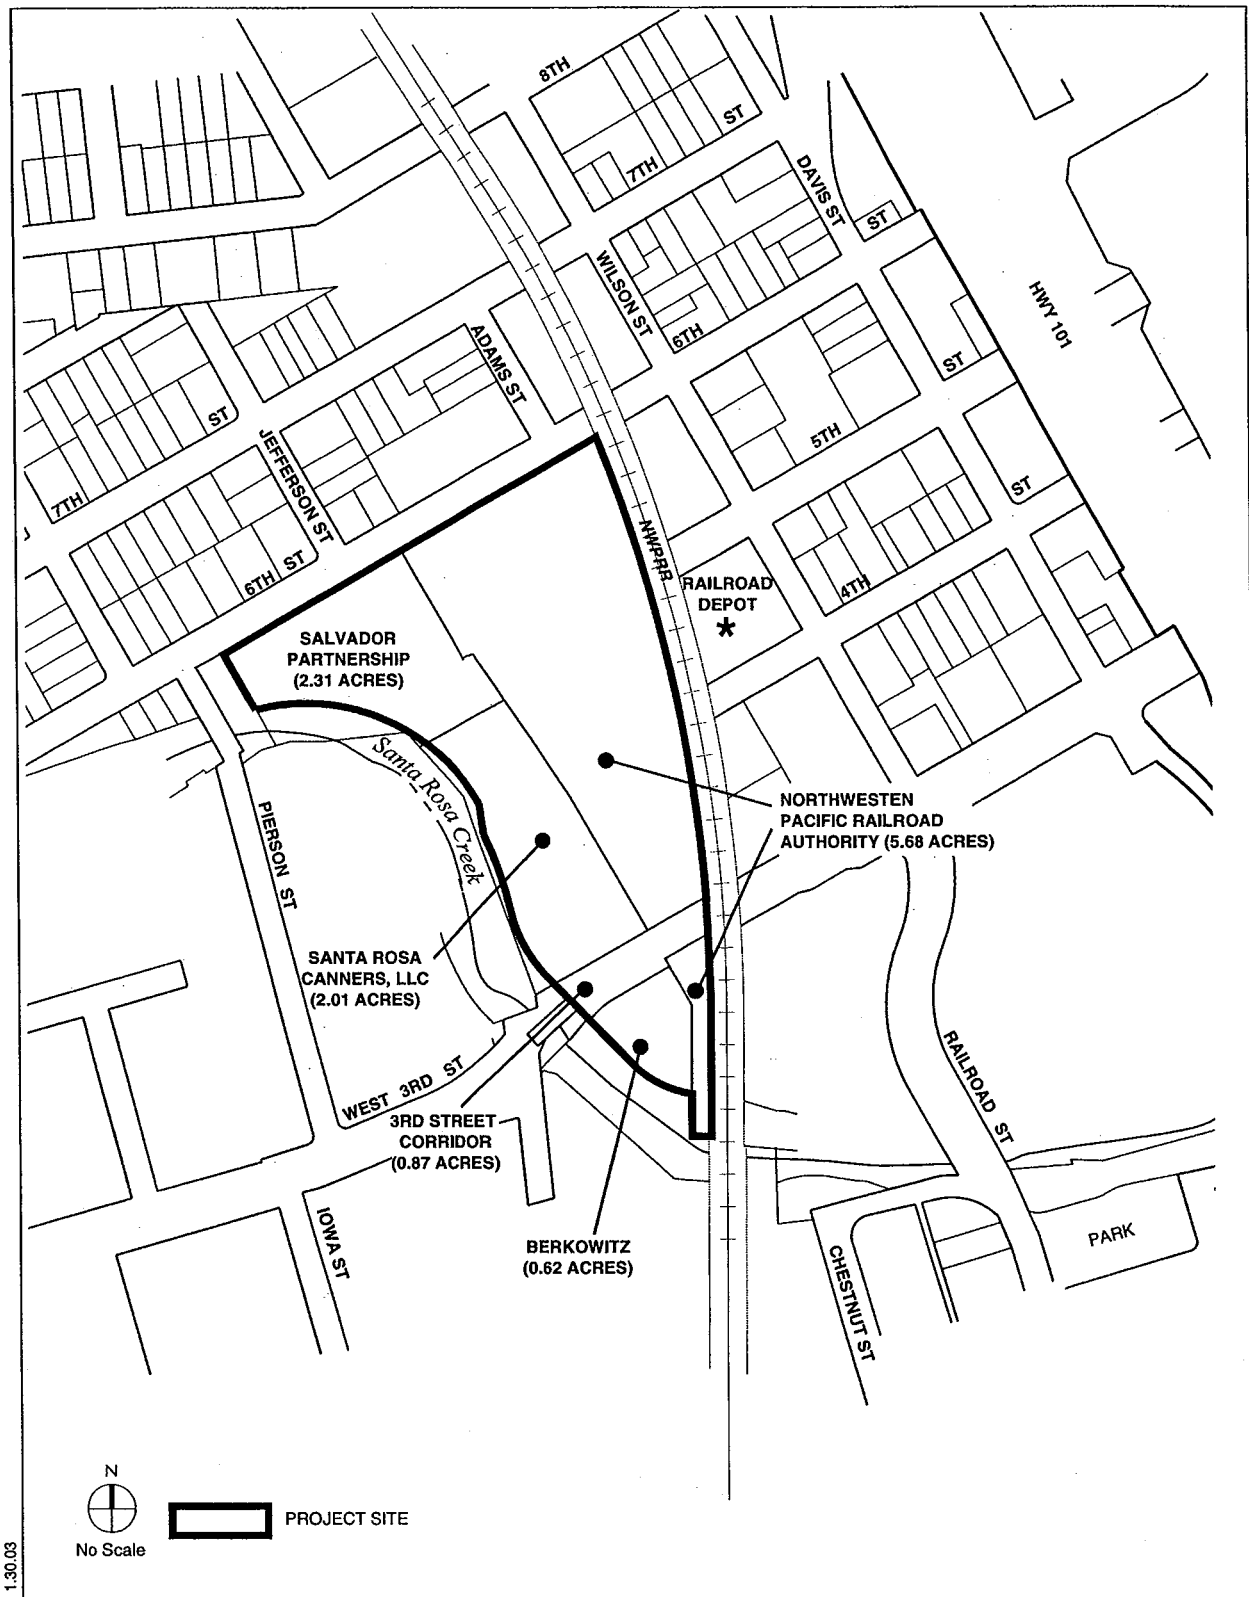 8TH
7TH
ST
DAVIS ST
ST
WILSON ST
6TH
HWY 101
ST
ADAMS ST
5TH
ST
ST
JEFFERSON ST
7TH
NWPRR
RAILROAD
DEPOT
*
4TH
6TH
ST
SALVADOR
PARTNERSHIP
(2.31 ACRES)
Santa Rosa Creek
PIERSON ST
NORTHWESTEN
PACIFIC RAILROAD
AUTHORITY (5.68 ACRES)
SANTA ROSA
CANNERS, LLC
(2.01 ACRES)
WEST 3RD ST
3RD STREET
CORRIDOR
(0.87 ACRES)
RAILROAD ST
IOWA ST
BERKOWITZ
(0.62 ACRES)
CHESTNUT ST
PARK
N
No Scale
PROJECT SITE
1.30.03